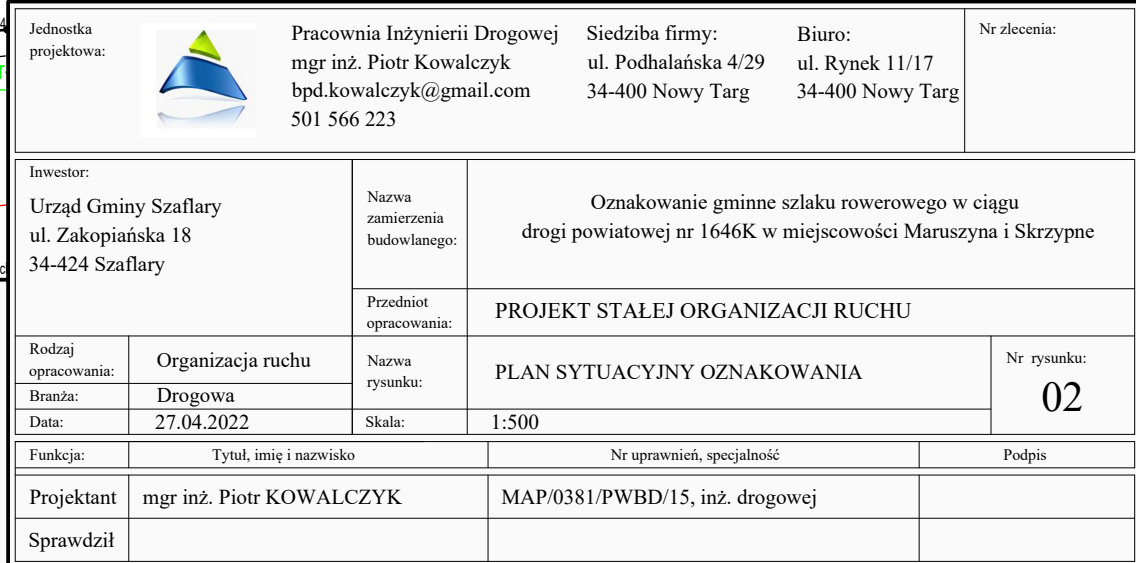 Jednostka
projektowa:
Pracownia Inżynierii Drogowej
mgr inż. Piotr Kowalczyk
bpd.kowalczyk@gmail.com
501 566 223
Siedziba firmy:
ul. Podhalańska 4/29
34-400 Nowy Targ
Biuro:
ul. Rynek 11/17
34-400 Nowy Targ
Nr zlecenia:
Inwestor:
Urząd Gminy Szaflary
ul. Zakopiańska 18
34-424 Szaflary
Nazwa
zamierzenia
budowlanego:
Oznakowanie gminne szlaku rowerowego w ciągu
drogi powiatowej nr 1646K w miejscowości Maruszyna i Skrzypne
Przedniot
opracowania:
PROJEKT STAŁEJ ORGANIZACJI RUCHU
Rodzaj
opracowania:
Organizacja ruchu
Nazwa
rysunku:
PLAN SYTUACYJNY OZNAKOWANIA
Nr rysunku:
02
Branża:
Drogowa
Data:
27.04.2022
Skala:
1:500
Funkcja:
Tytuł, imię i nazwisko
Nr uprawnień, specjalność
Podpis
Projektant
mgr inż. Piotr KOWALCZYK
MAP/0381/PWBD/15, inż. drogowej
Sprawdził